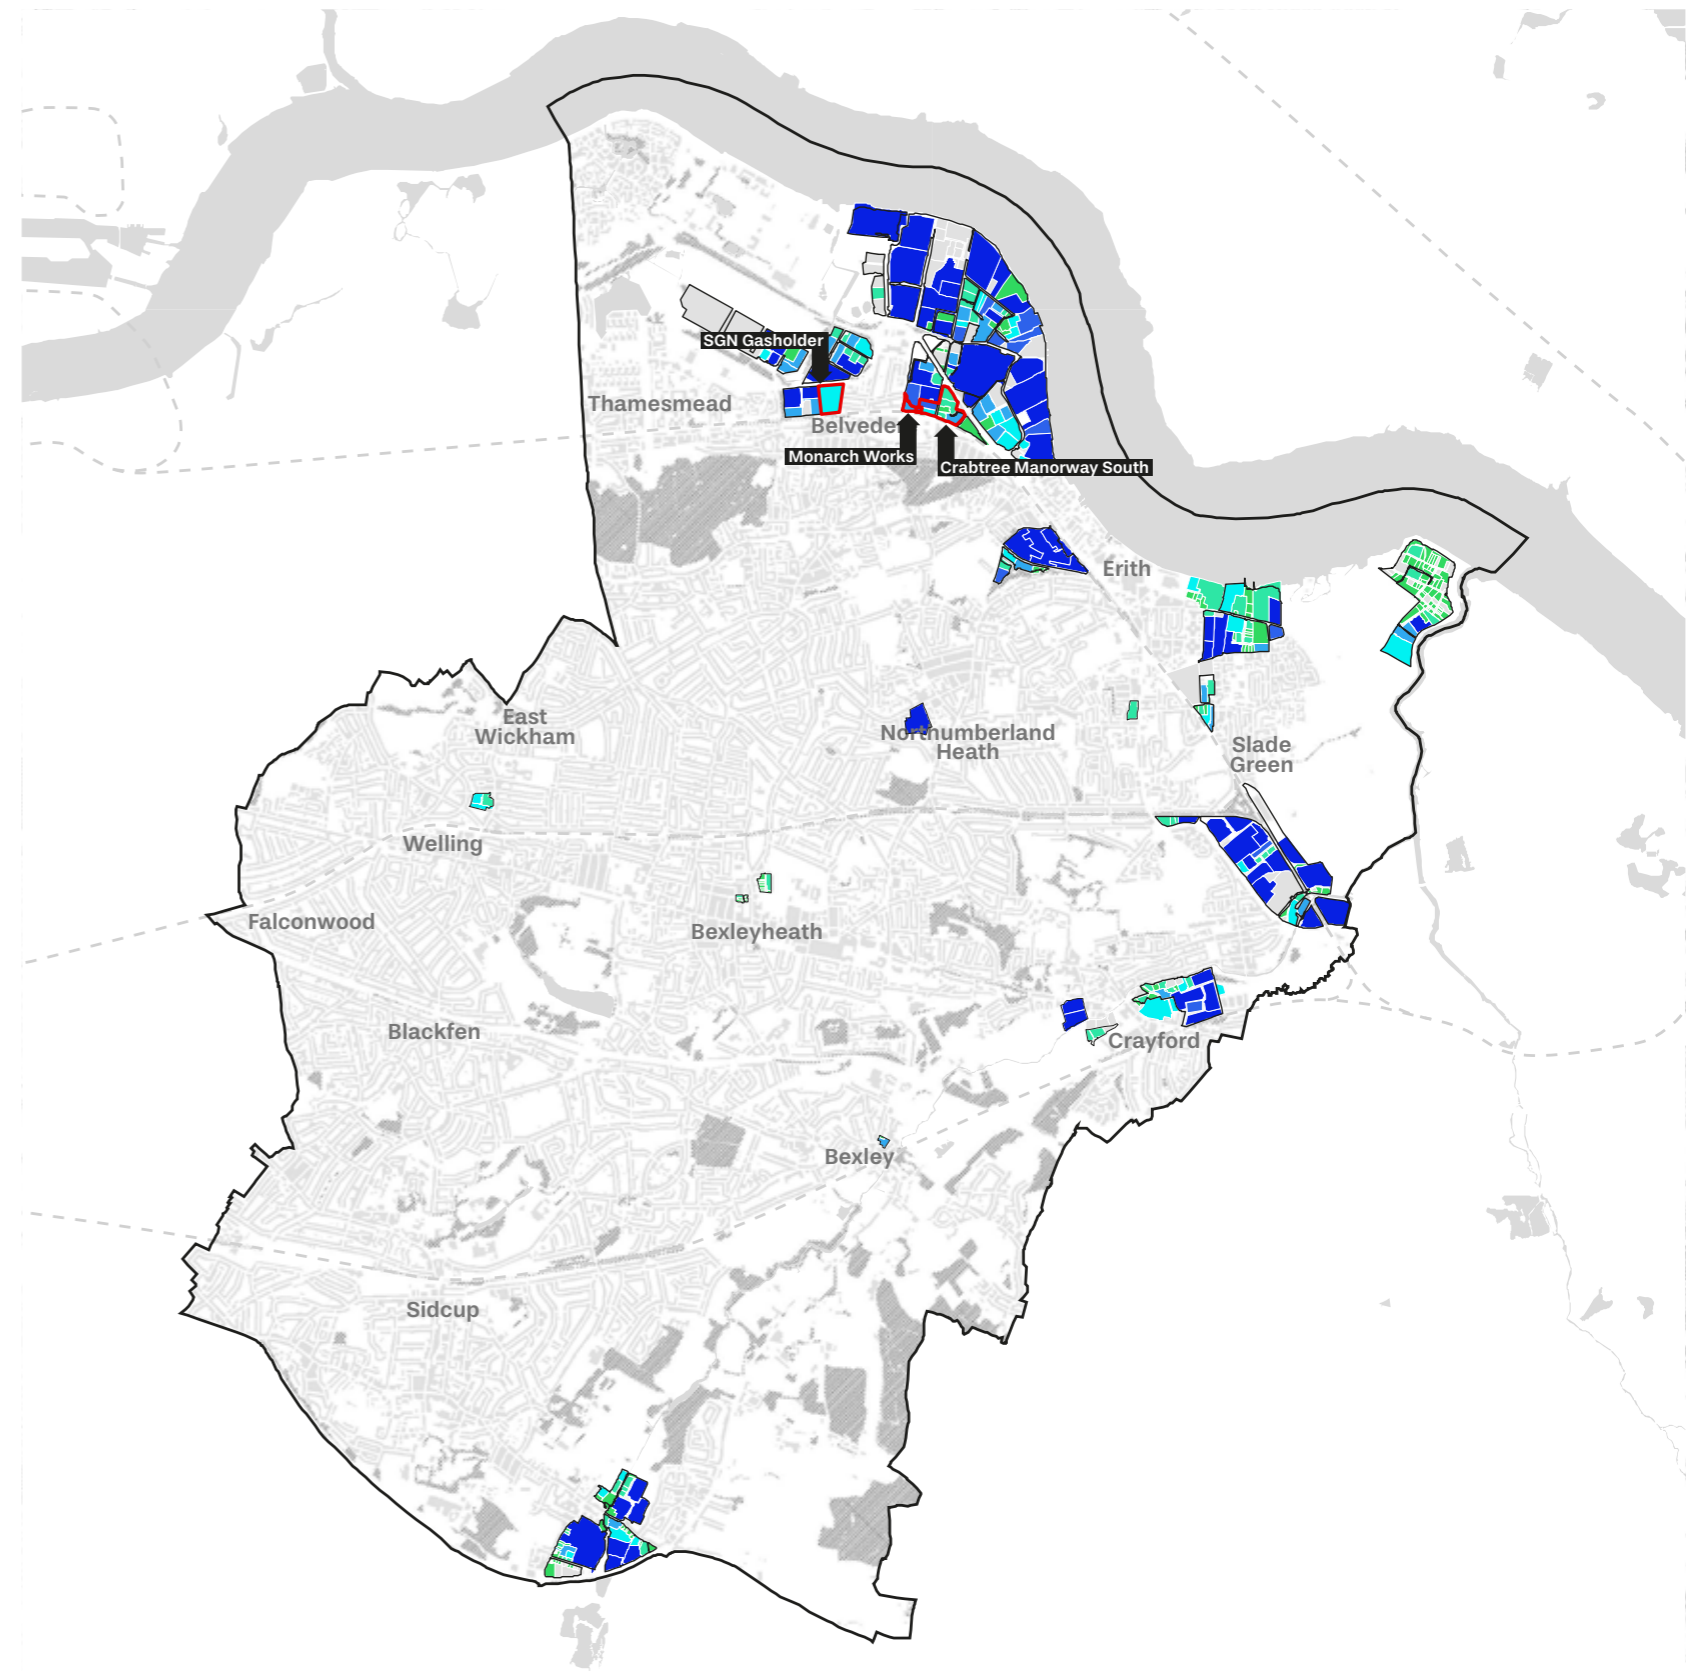 SGN Gasholder
Thamesmead
Belveder
Monarch Works
Crabtree Manorway South
Erith
East
Wickham
Northumberland
Heath
Slade
Green
Welling
Falconwood
Bexleyheath
Blackfen
Crayford
Bexley
Sidcup